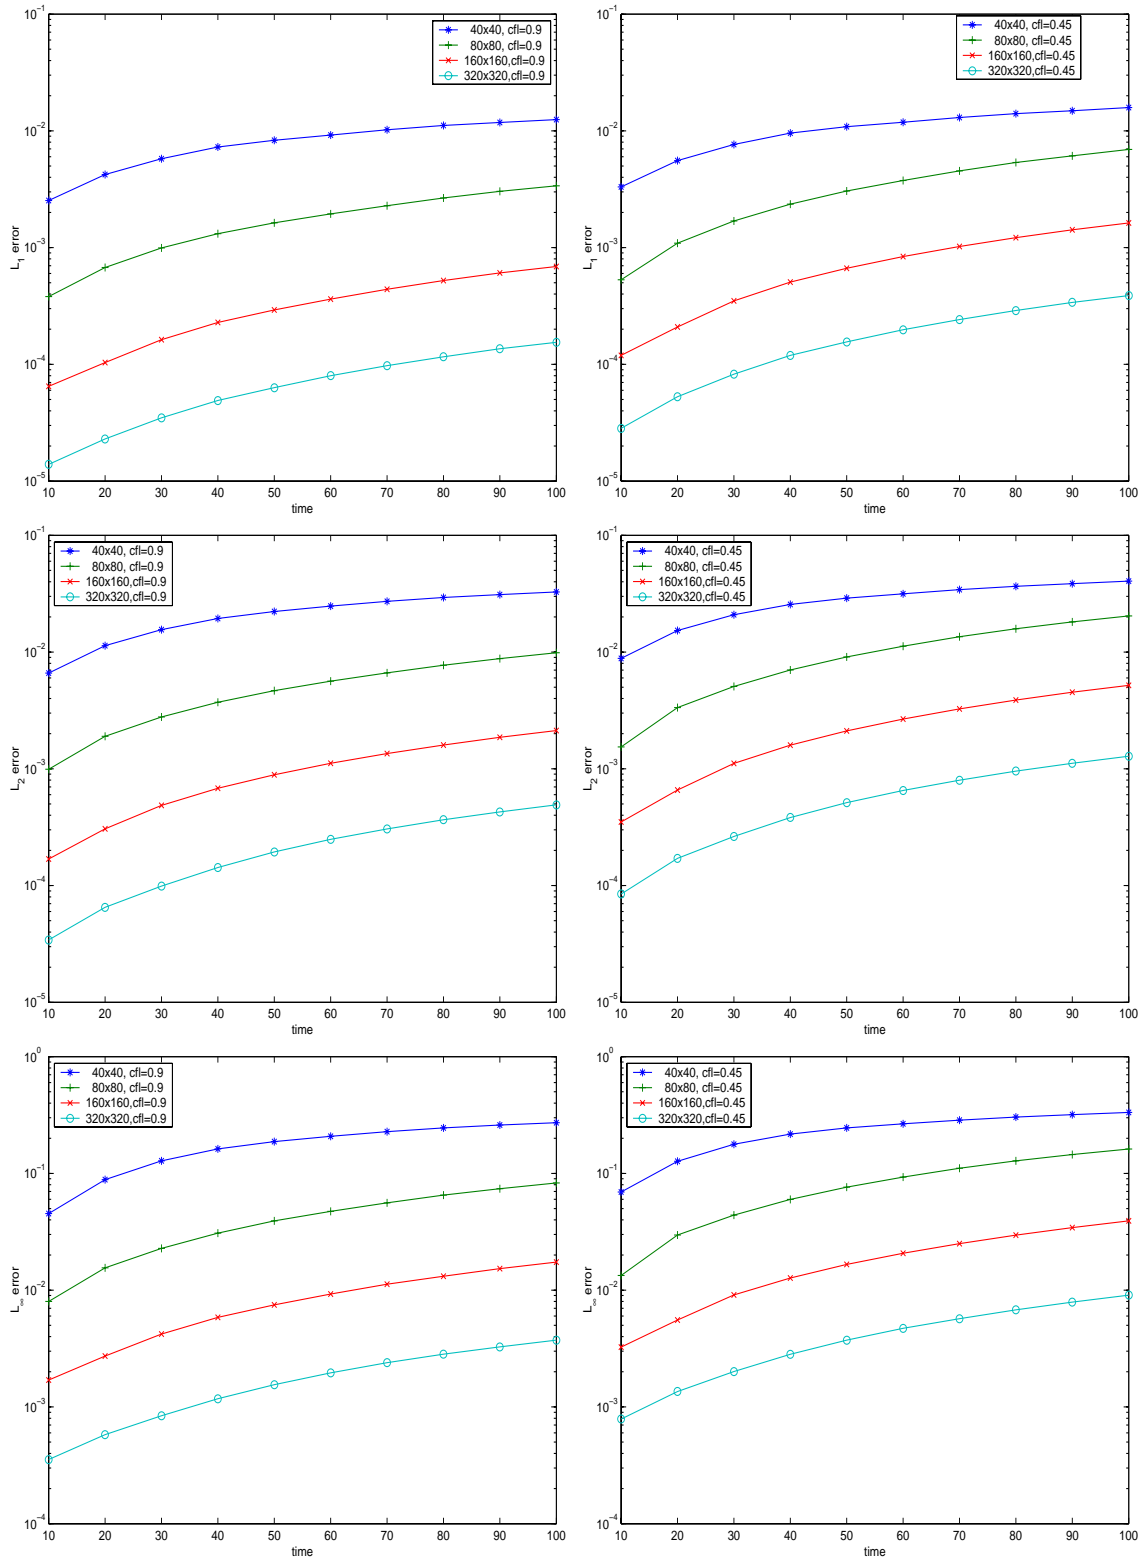 10⁻¹
10⁻²
10⁻³
10⁻⁴
10⁻⁵
L₁ error
10 20 30 40 50 60 70 80 90 100
time
40x40, cfl=0.9
80x80, cfl=0.9
160x160,cfl=0.9
320x320,cfl=0.9
10⁻¹
10⁻²
10⁻³
10⁻⁴
10⁻⁵
L₁ error
10 20 30 40 50 60 70 80 90 100
time
40x40, cfl=0.45
80x80, cfl=0.45
160x160,cfl=0.45
320x320,cfl=0.45
10⁻¹
10⁻²
10⁻³
10⁻⁴
10⁻⁵
L₂ error
10 20 30 40 50 60 70 80 90 100
time
40x40, cfl=0.9
80x80, cfl=0.9
160x160,cfl=0.9
320x320,cfl=0.9
10⁻¹
10⁻²
10⁻³
10⁻⁴
10⁻⁵
L₂ error
10 20 30 40 50 60 70 80 90 100
time
40x40, cfl=0.45
80x80, cfl=0.45
160x160,cfl=0.45
320x320,cfl=0.45
10⁰
10⁻¹
10⁻²
10⁻³
10⁻⁴
L∞ error
10 20 30 40 50 60 70 80 90 100
time
40x40, cfl=0.9
80x80, cfl=0.9
160x160,cfl=0.9
320x320,cfl=0.9
10⁰
10⁻¹
10⁻²
10⁻³
10⁻⁴
L∞ error
10 20 30 40 50 60 70 80 90 100
time
40x40, cfl=0.45
80x80, cfl=0.45
160x160,cfl=0.45
320x320,cfl=0.45